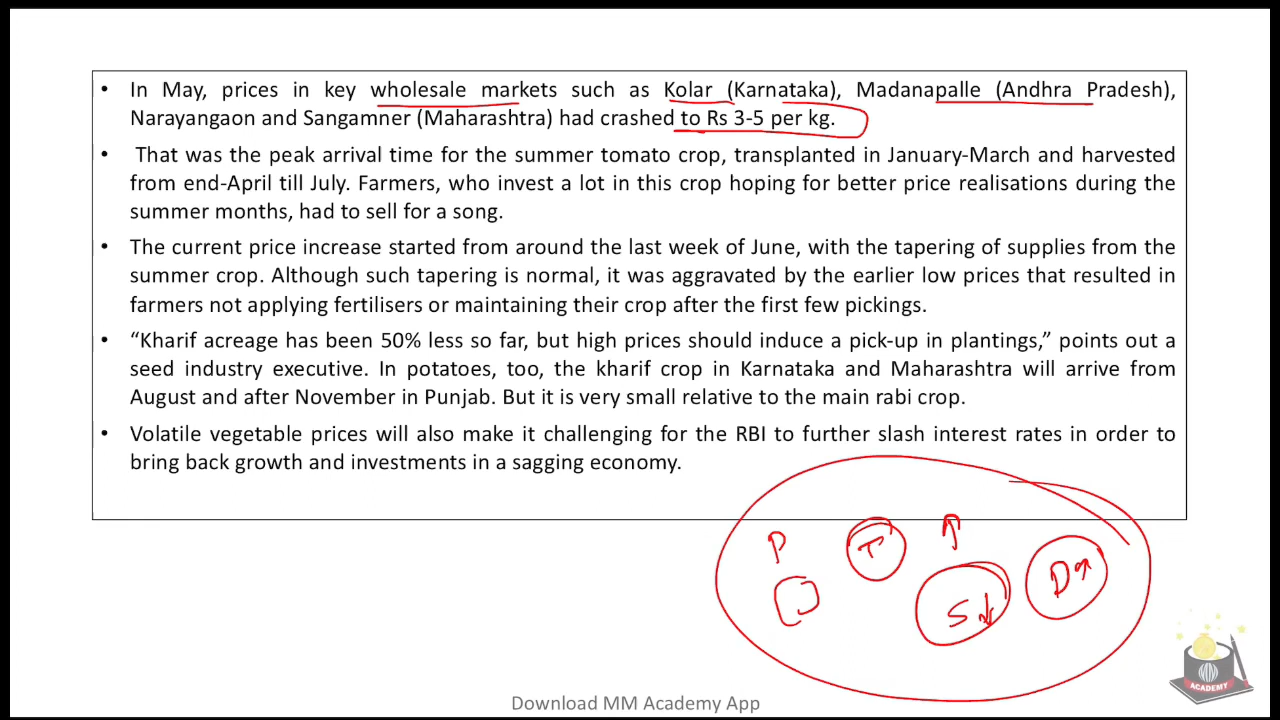 • In May, prices in key wholesale markets such as Kolar (Karnataka), Madanapalle (Andhra Pradesh),
Narayangaon and Sangamner (Maharashtra) had crashed to Rs 3-5 per kg.
• That was the peak arrival time for the summer tomato crop, transplanted in January-March and harvested
from end-April till July. Farmers, who invest a lot in this crop hoping for better price realisations during the
summer months, had to sell for a song.
• The current price increase started from around the last week of June, with the tapering of supplies from the
summer crop. Although such tapering is normal, it was aggravated by the earlier low prices that resulted in
farmers not applying fertilisers or maintaining their crop after the first few pickings.
• “Kharif acreage has been 50% less so far, but high prices should induce a pick-up in plantings,” points out a
seed industry executive. In potatoes, too, the kharif crop in Karnataka and Maharashtra will arrive from
August and after November in Punjab. But it is very small relative to the main rabi crop.
• Volatile vegetable prices will also make it challenging for the RBI to further slash interest rates in order to
bring back growth and investments in a sagging economy.
P T ↑
S↓ D↑
ACADEMY
Download MM Academy App